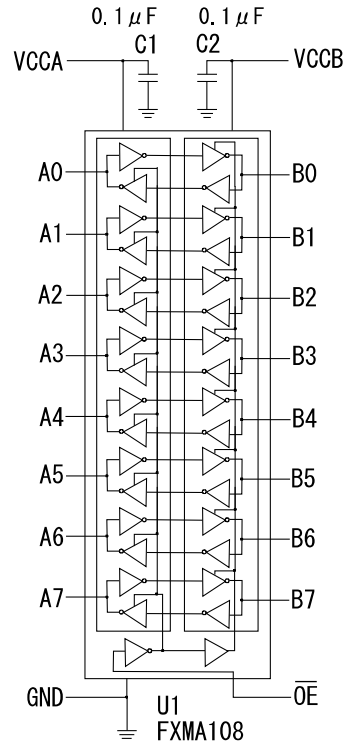 0.1μF 0.1μF
C1 C2
VCCA VCCB
A0 B0
A1 B1
A2 B2
A3 B3
A4 B4
A5 B5
A6 B6
A7 B7
GND O̅E̅
U1
FXMA108